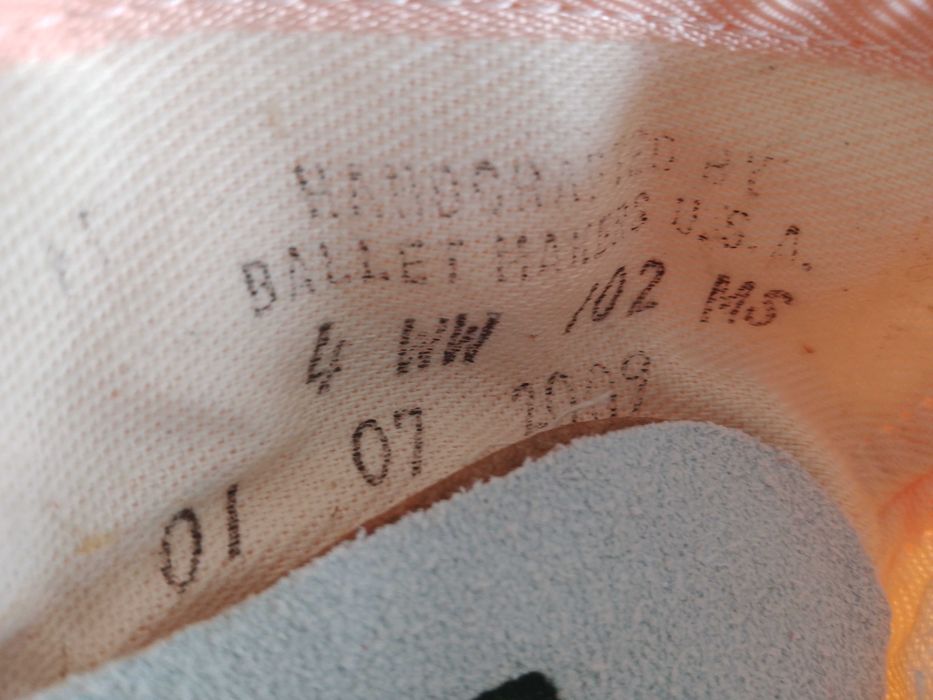 HANDCRAFTED BY
BALLET MAKERS U.S.A.
4 WW /02 MS
01 07 2009